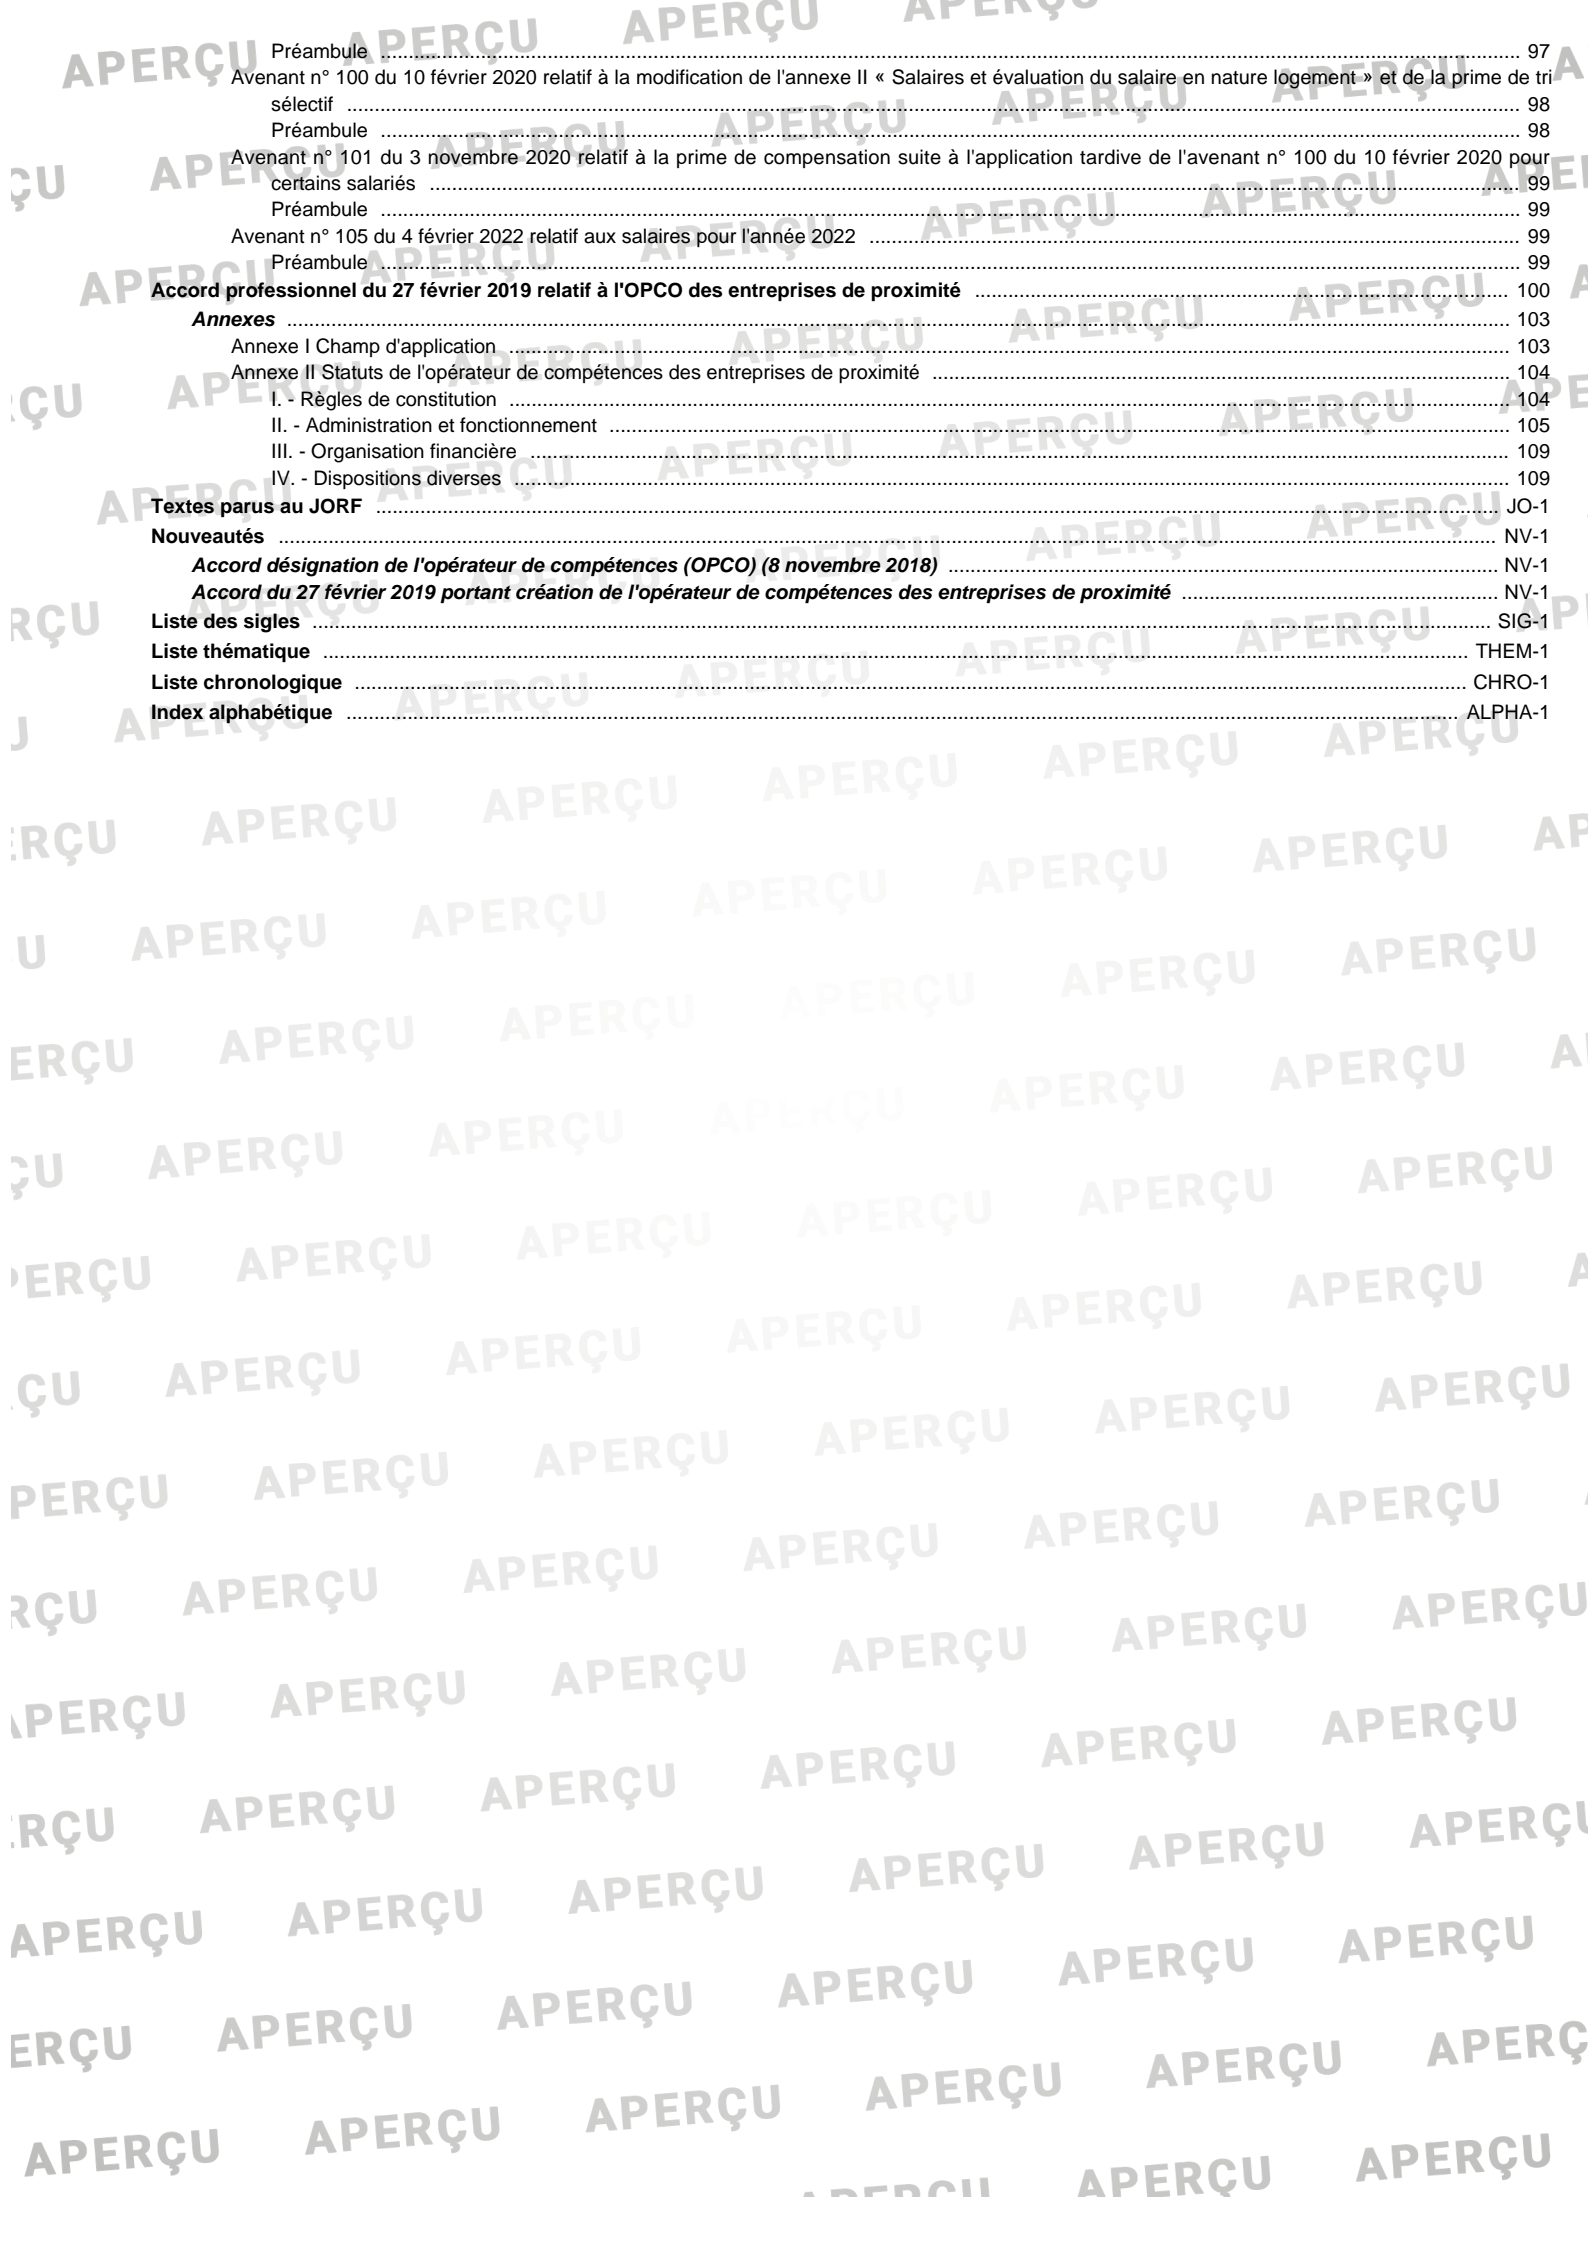 Préambule ... 97
Avenant n° 100 du 10 février 2020 relatif à la modification de l'annexe II « Salaires et évaluation du salaire en nature logement » et de la prime de tri
sélectif ... 98
Préambule ... 98
Avenant n° 101 du 3 novembre 2020 relatif à la prime de compensation suite à l'application tardive de l'avenant n° 100 du 10 février 2020 pour
certains salariés ... 99
Préambule ... 99
Avenant n° 105 du 4 février 2022 relatif aux salaires pour l'année 2022 ... 99
Préambule ... 99
Accord professionnel du 27 février 2019 relatif à l'OPCO des entreprises de proximité ... 100
Annexes ... 103
Annexe I Champ d'application ... 103
Annexe II Statuts de l'opérateur de compétences des entreprises de proximité ... 104
I. - Règles de constitution ... 104
II. - Administration et fonctionnement ... 105
III. - Organisation financière ... 109
IV. - Dispositions diverses ... 109
Textes parus au JORF ... JO-1
Nouveautés ... NV-1
Accord désignation de l'opérateur de compétences (OPCO) (8 novembre 2018) ... NV-1
Accord du 27 février 2019 portant création de l'opérateur de compétences des entreprises de proximité ... NV-1
Liste des sigles ... SIG-1
Liste thématique ... THEM-1
Liste chronologique ... CHRO-1
Index alphabétique ... ALPHA-1
APERÇU